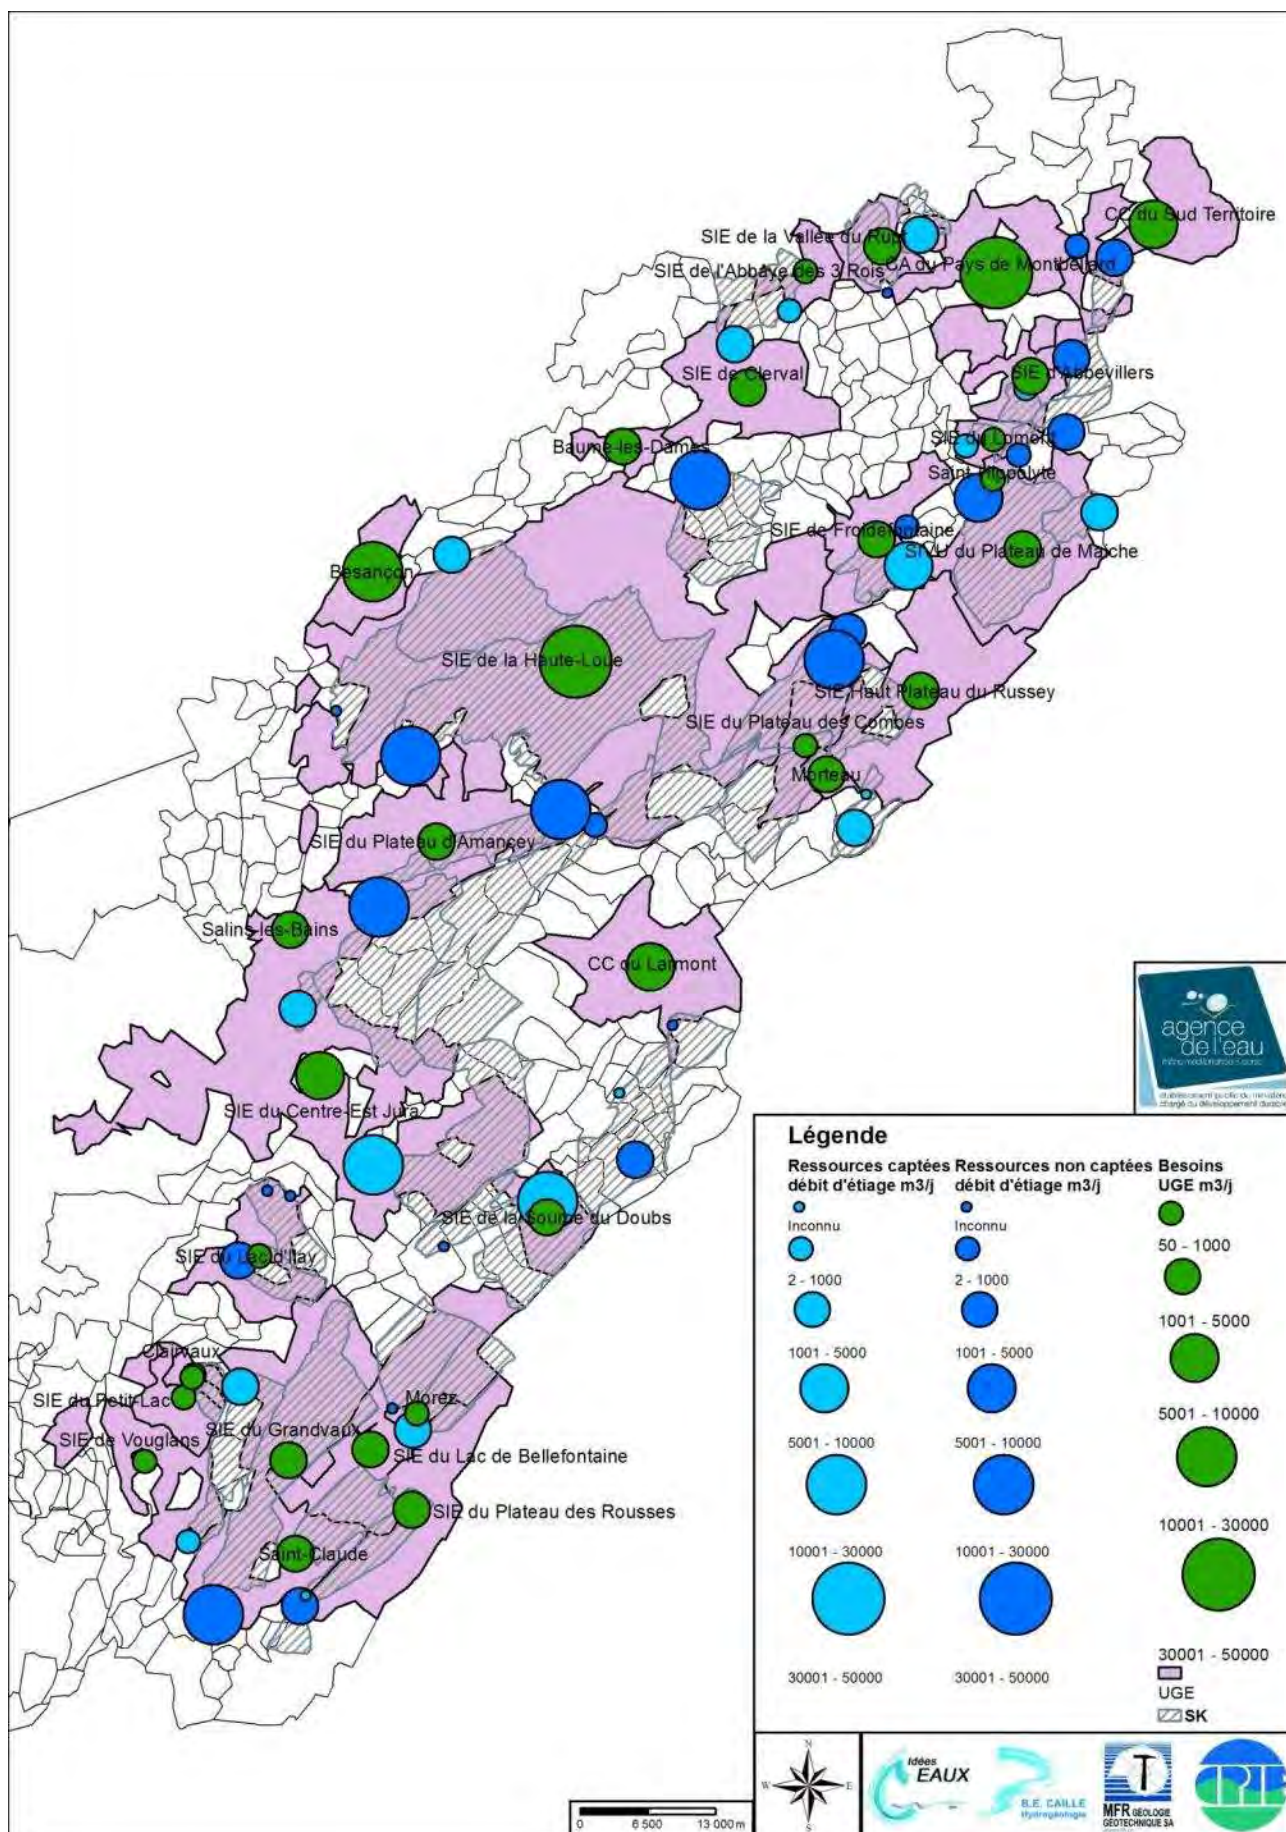 CC du Sud Territoire
SIE de la Vallée du Rupt
CA du Pays de Montbéliard
SIE de l'Abbaye des 3 Rois
SIE de Clerval
SIE d'Abbévillers
SIE du Lomont
Baume-les-Dames
Saint-Hippolyte
SIE de Froidefontaine
SIVU du Plateau de Maîche
Besançon
SIE de la Haute-Loue
SIE Haut Plateau du Russey
SIE du Plateau des Combes
Morteau
SIE du Plateau d'Amancey
Salins-les-Bains
CC du Larmont
SIE du Centre-Est Jura
SIE de la Source du Doubs
SIE du Lac d'Ilay
Clairvaux
SIE du Petit-Lac
Morez
SIE de Vouglans
SIE du Grandvaux
SIE du Lac de Bellefontaine
SIE du Plateau des Rousses
Saint-Claude
agence
de l'eau
Légende
Ressources captées
débit d'étiage m3/j
Inconnu
2 - 1000
1001 - 5000
5001 - 10000
10001 - 30000
30001 - 50000
Ressources non captées
débit d'étiage m3/j
Inconnu
2 - 1000
1001 - 5000
5001 - 10000
10001 - 30000
30001 - 50000
Besoins
UGE m3/j
50 - 1000
1001 - 5000
5001 - 10000
10001 - 30000
30001 - 50000
UGE
SK
N
W E
S
0 6 500 13 000 m
Idées
EAUX
B.E. CAILLE
Hydrogéologie
MFR GÉOLOGIE
GÉOTECHNIQUE SA
CPIE